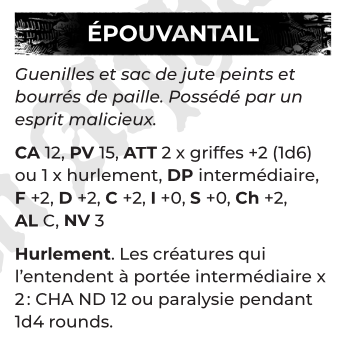 ÉPOUVANTAIL
Guenilles et sac de jute peints et
bourrés de paille. Possédé par un
esprit malicieux.
CA 12, PV 15, ATT 2 x griffes +2 (1d6)
ou 1 x hurlement, DP intermédiaire,
F +2, D +2, C +2, I +0, S +0, Ch +2,
AL C, NV 3
Hurlement. Les créatures qui
l’entendent à portée intermédiaire x
2 : CHA ND 12 ou paralysie pendant
1d4 rounds.